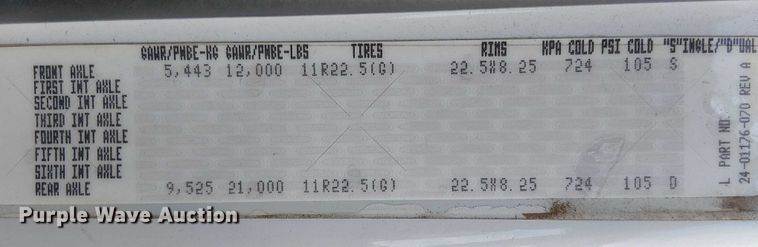 GAWR/PNBE-KG GAWR/PNBE-LBS TIRES RIMS KPA COLD PSI COLD "S"INGLE/"D"UAL
FRONT AXLE 5,443 12,000 11R22.5(G) 22.5X8.25 724 105 S
FIRST INT AXLE
SECOND INT AXLE
THIRD INT AXLE
FOURTH INT AXLE
FIFTH INT AXLE
SIXTH INT AXLE
REAR AXLE 9,525 21,000 11R22.5(G) 22.5X8.25 724 105 D
L PART NO.
24-01176-070 REV A
Purple Wave Auction